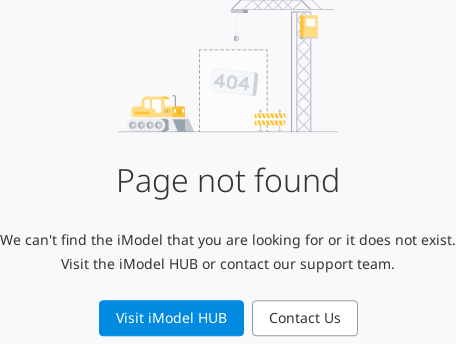 404
Page not found
We can't find the iModel that you are looking for or it does not exist.
Visit the iModel HUB or contact our support team.
Visit iModel HUB
Contact Us